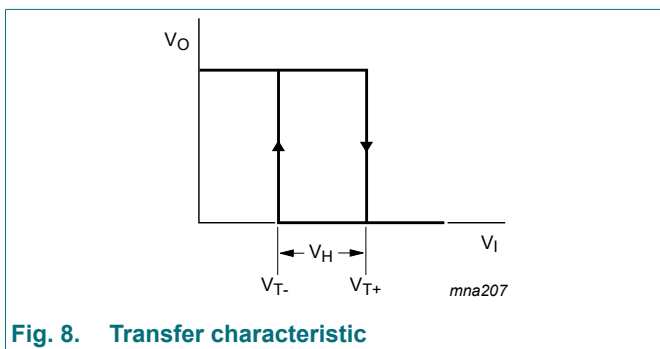 VO
VH
VI
VT-
VT+
mna207
Fig. 8. Transfer characteristic